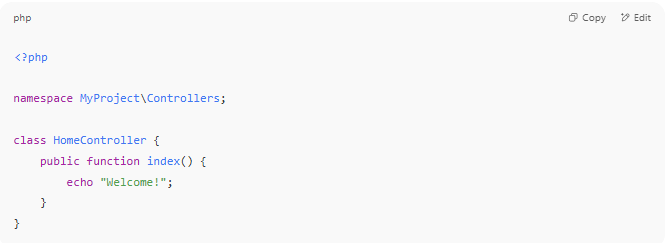 php
Copy
Edit
<?php
namespace MyProject\Controllers;
class HomeController {
    public function index() {
        echo "Welcome!";
    }
}